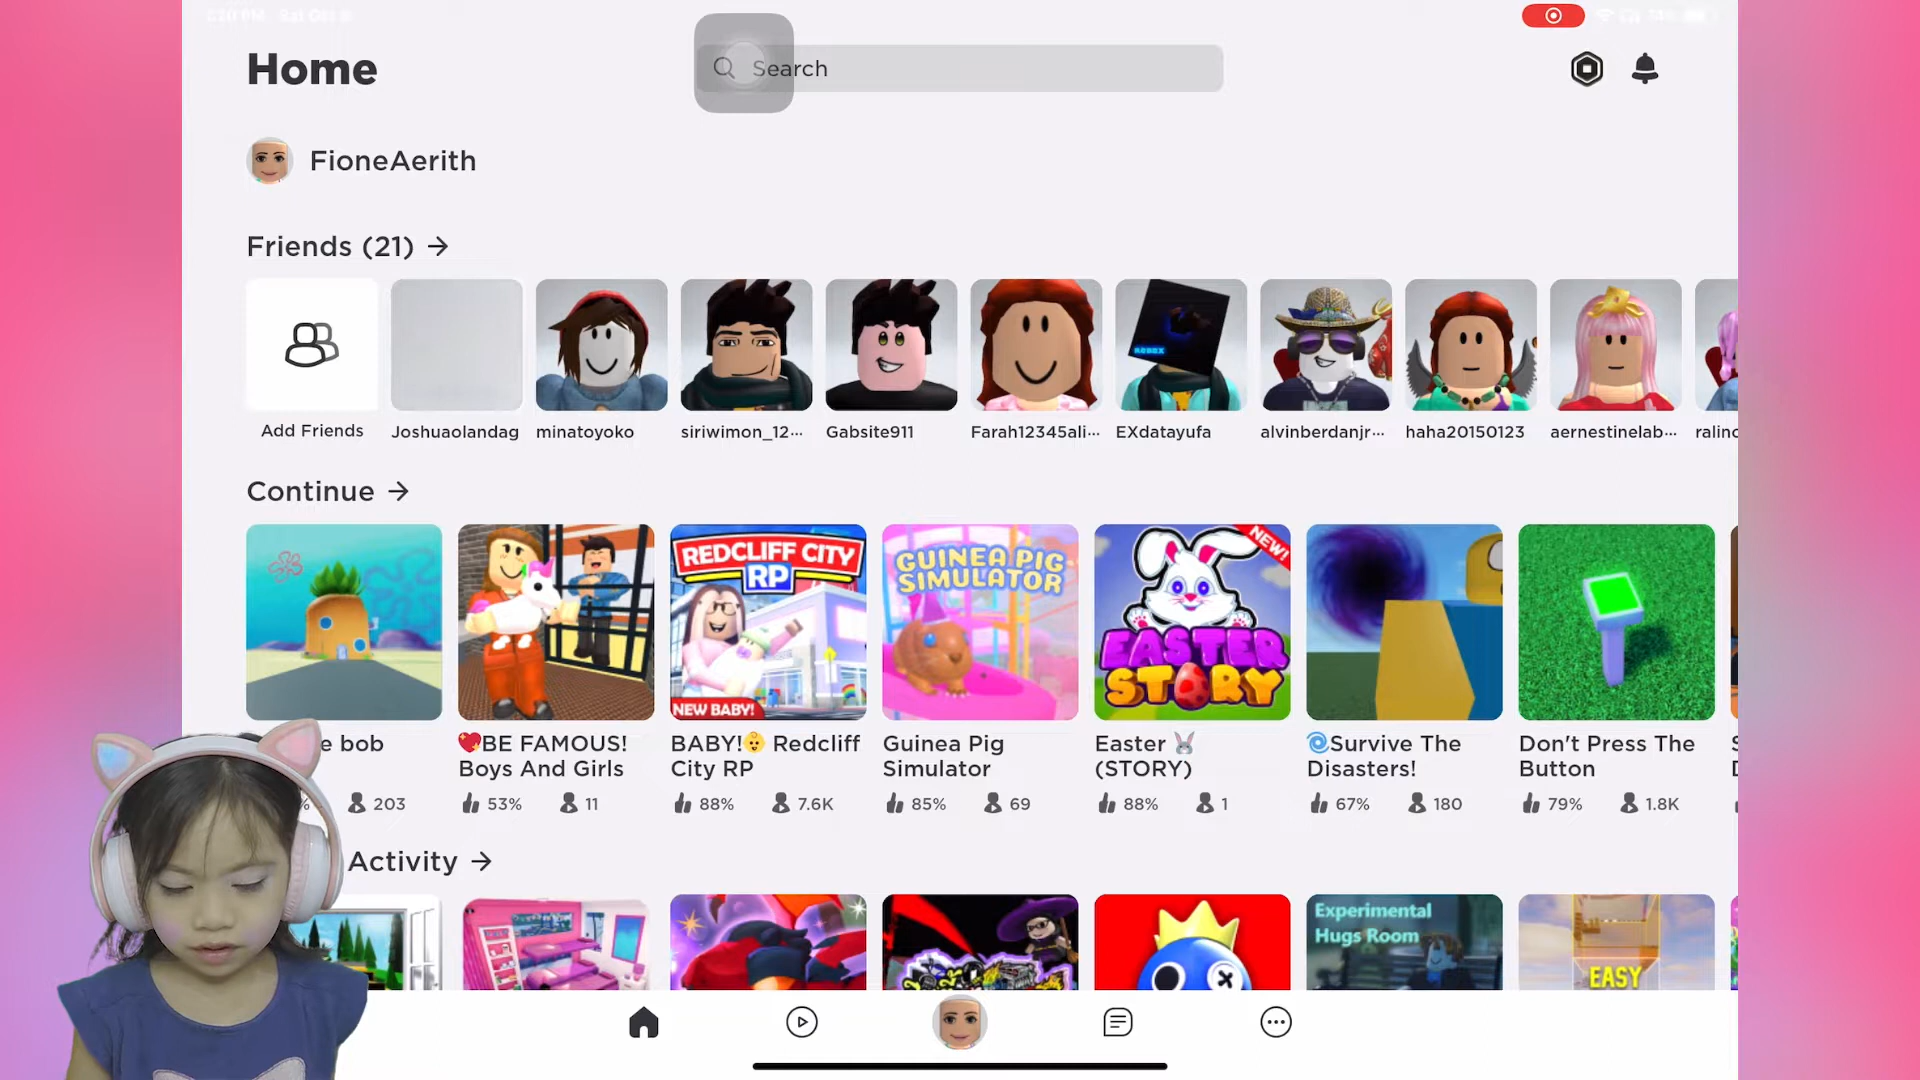 Home
Search
FioneAerith
Friends (21)
Add Friends
Joshuaolandag
minatoyoko
siriwimon_12...
Gabsite911
Farah12345ali...
EXdatayufa
alvinberdanjr...
haha20150123
aernestinelab...
ralinc
ROBUX
Continue
REDCLIFF CITY
RP
NEW BABY!
GUINEA PIG
SIMULATOR
NEW!
EASTER
STORY
e bob
BE FAMOUS!
Boys And Girls
BABY! Redcliff
City RP
Guinea Pig
Simulator
Easter
(STORY)
Survive The
Disasters!
Don't Press The
Button
203
53%
11
88%
7.6K
85%
69
88%
1
67%
180
79%
1.8K
Activity
Experimental
Hugs Room
EASY